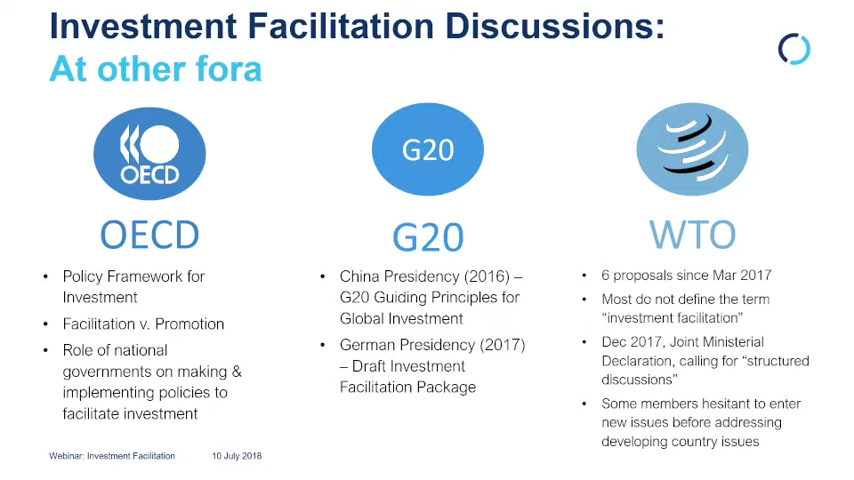 Investment Facilitation Discussions:
At other fora
OECD
OECD
• Policy Framework for
Investment
• Facilitation v. Promotion
• Role of national
governments on making &
implementing policies to
facilitate investment
G20
G20
• China Presidency (2016) –
G20 Guiding Principles for
Global Investment
• German Presidency (2017)
– Draft Investment
Facilitation Package
WTO
• 6 proposals since Mar 2017
• Most do not define the term
“investment facilitation”
• Dec 2017, Joint Ministerial
Declaration, calling for “structured
discussions”
• Some members hesitant to enter
new issues before addressing
developing country issues
Webinar: Investment Facilitation 10 July 2018